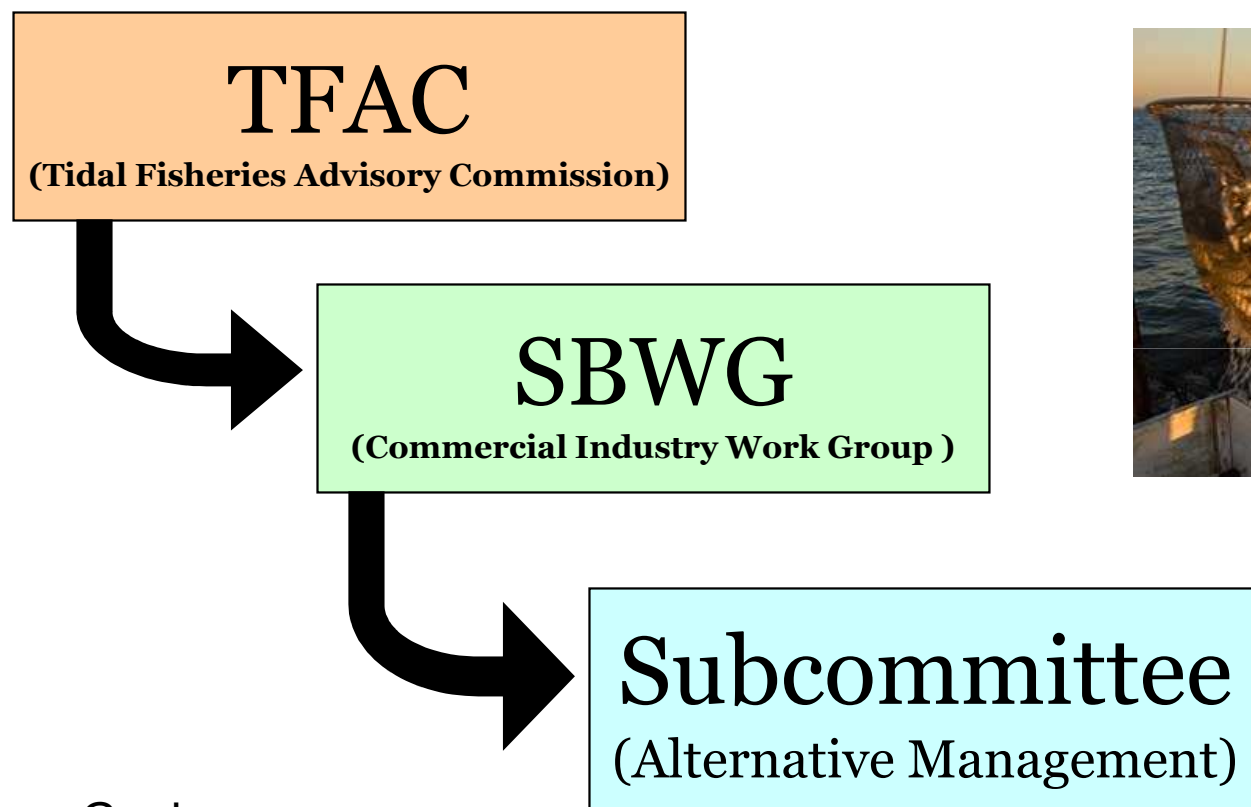 TFAC
(Tidal Fisheries Advisory Commission)
SBWG
(Commercial Industry Work Group )
Subcommittee
(Alternative Management)